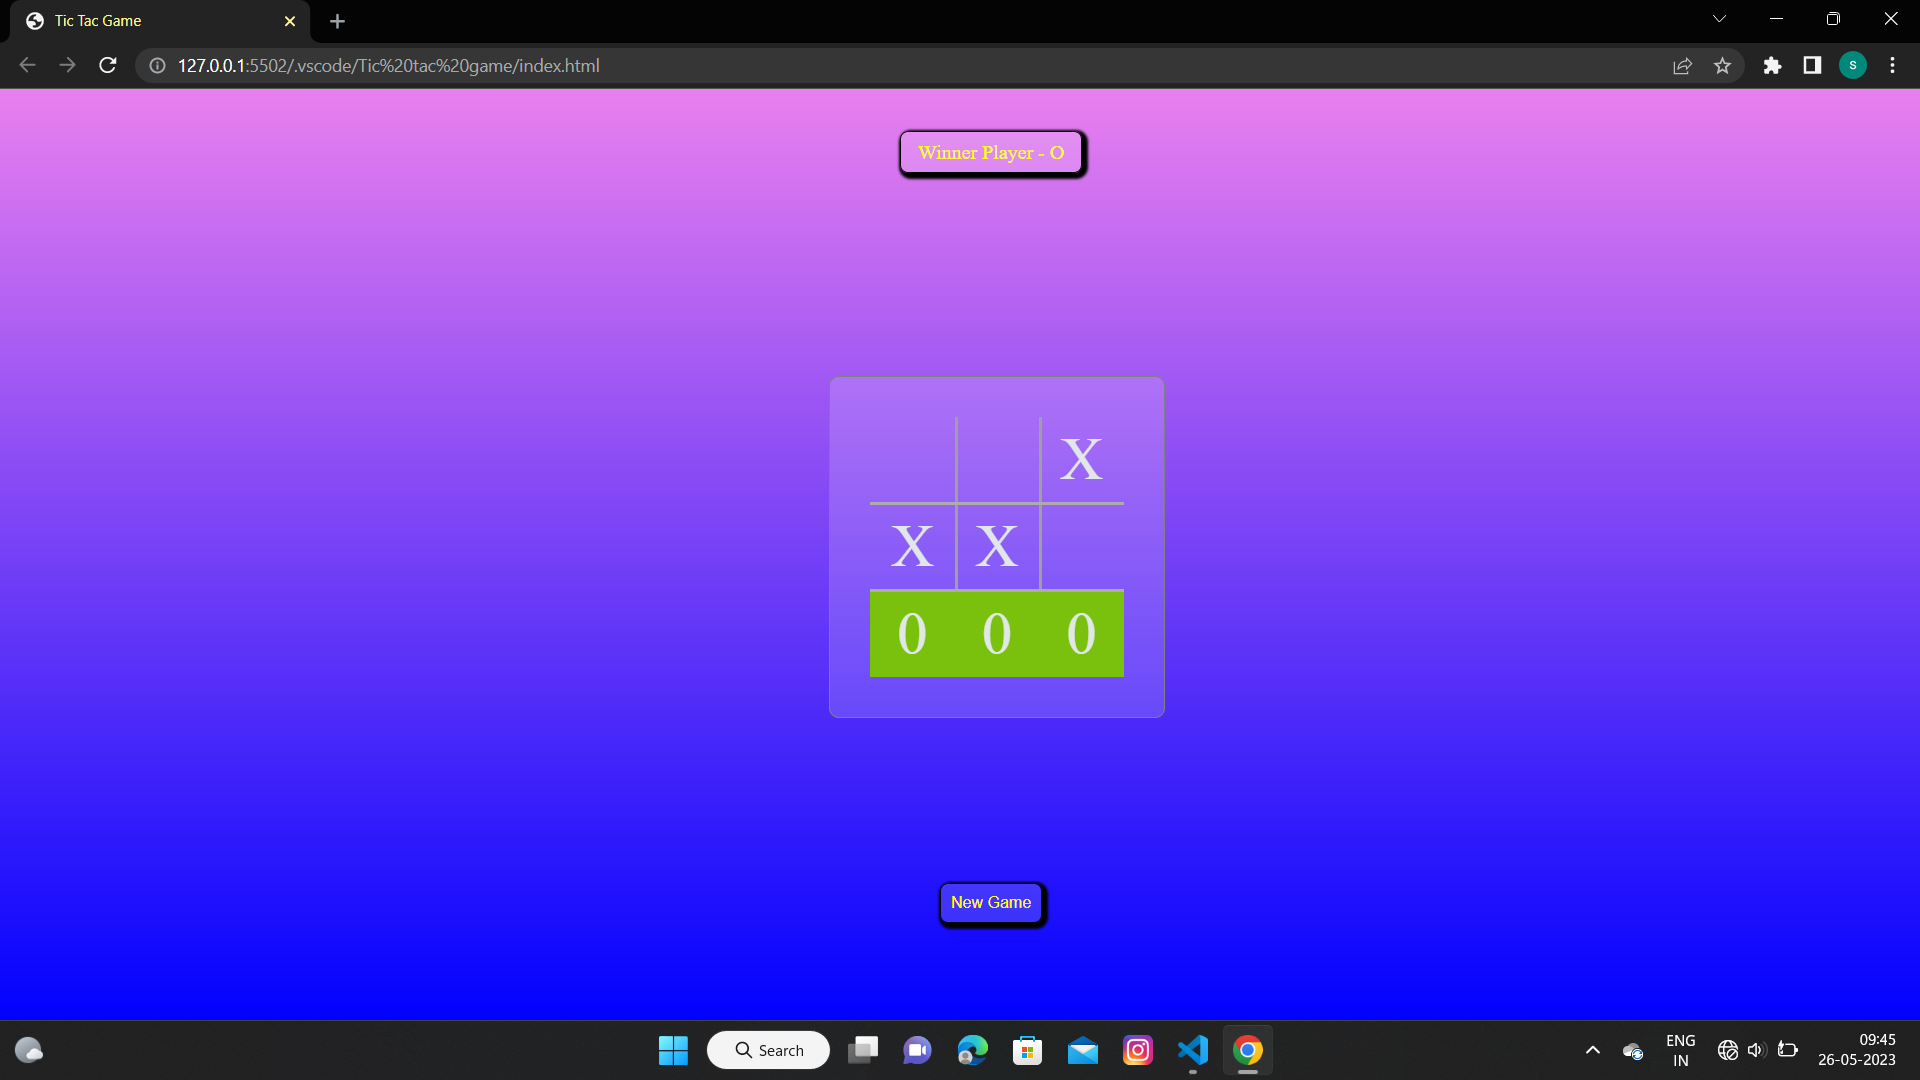 Tic Tac Game
127.0.0.1:5502/.vscode/Tic%20tac%20game/index.html
S
Winner Player - O
X
X X
0 0 0
New Game
Search
ENG
IN
09:45
26-05-2023